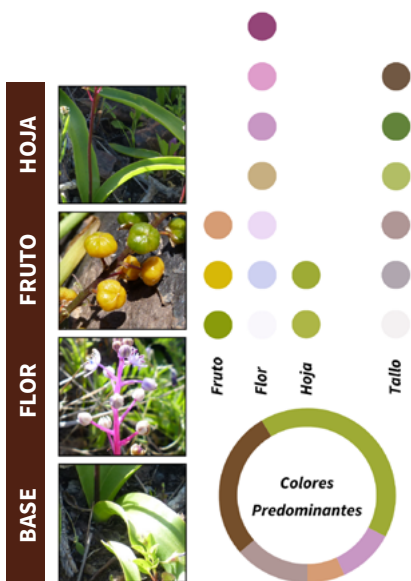 HOJA
FRUTO
FLOR
BASE
Fruto
Flor
Hoja
Tallo
Colores
Predominantes